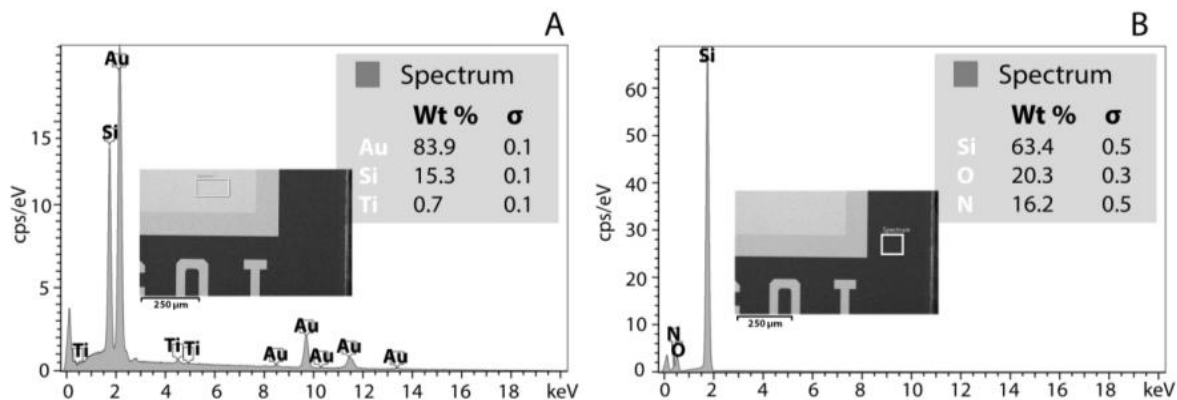 A
cps/eV
15
10
5
0
Au
Si
Ti
Ti
Ti
Au
Au
Au
Au
Au
Spectrum
Wt % σ
Au 83.9 0.1
Si 15.3 0.1
Ti 0.7 0.1
250 µm
0 2 4 6 8 10 12 14 16 18 keV
B
cps/eV
60
50
40
30
20
10
0
Si
N
O
Spectrum
Wt % σ
Si 63.4 0.5
O 20.3 0.3
N 16.2 0.5
Spectrum
250 µm
0 2 4 6 8 10 12 14 16 18 keV